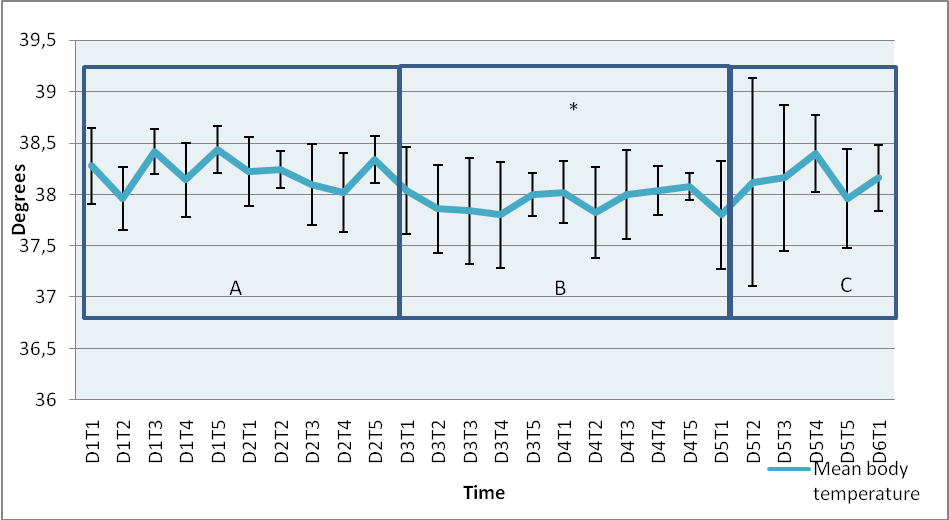 39,5
39
38,5
38
37,5
37
36,5
36
Degrees
*
A
B
C
D1T1
D1T2
D1T3
D1T4
D1T5
D2T1
D2T2
D2T3
D2T4
D2T5
D3T1
D3T2
D3T3
D3T4
D3T5
D4T1
D4T2
D4T3
D4T4
D4T5
D5T1
D5T2
D5T3
D5T4
D5T5
D6T1
Time
Mean body
temperature